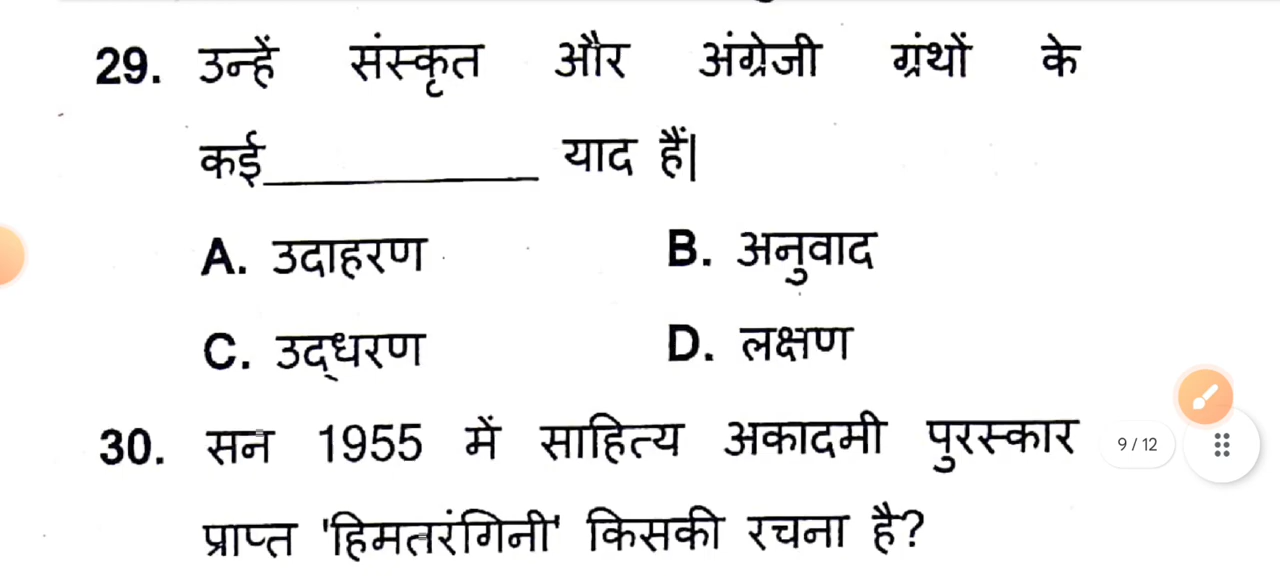 29. उन्हें संस्कृत और अंग्रेजी ग्रंथों के
कई__________ याद हैं|
A. उदाहरण B. अनुवाद
C. उद्धरण D. लक्षण
30. सन 1955 में साहित्य अकादमी पुरस्कार
9 / 12
प्राप्त 'हिमतरंगिनी' किसकी रचना है?